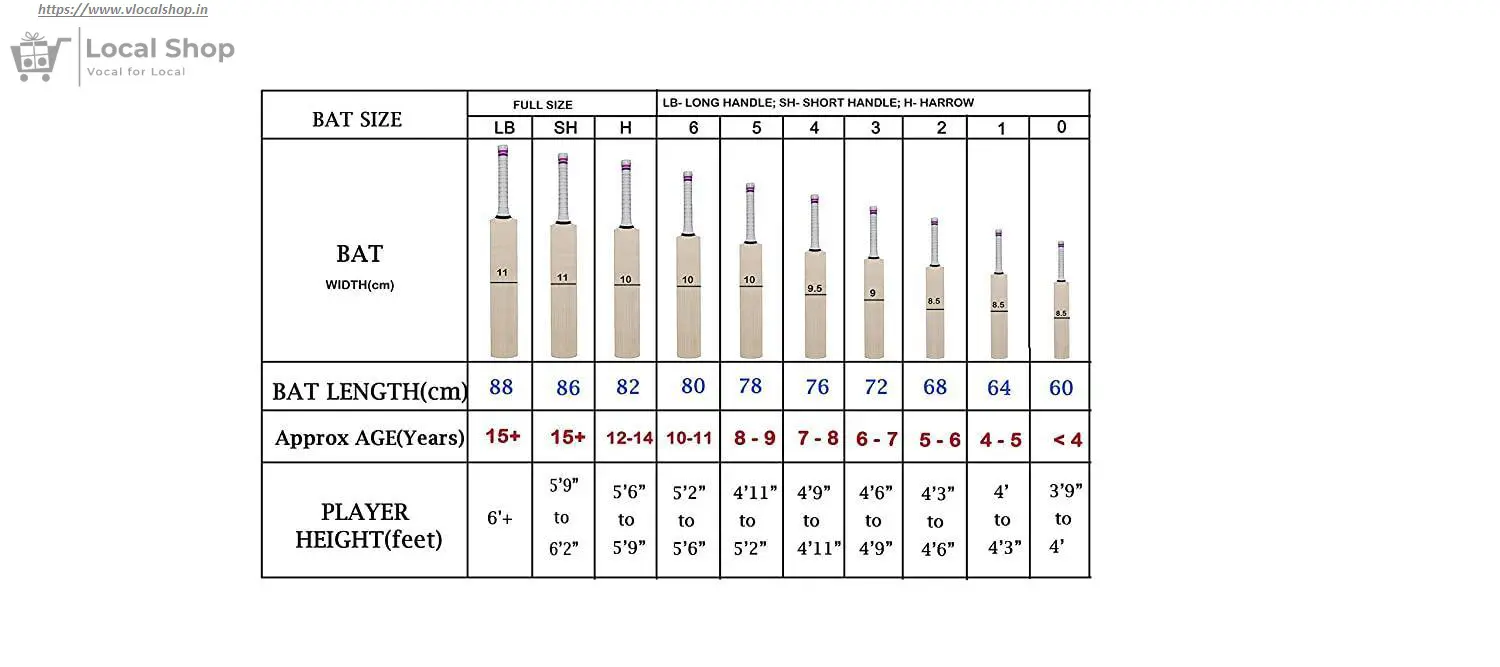 https://www.vlocalshop.in
Local Shop
Vocal for Local
BAT SIZE
FULL SIZE
LB- LONG HANDLE; SH- SHORT HANDLE; H- HARROW
LB SH H 6 5 4 3 2 1 0
BAT
WIDTH(cm)
11 11 10 10 10 9.5 9 8.5 8.5 8.5
BAT LENGTH(cm) 88 86 82 80 78 76 72 68 64 60
Approx AGE(Years) 15+ 15+ 12-14 10-11 8 - 9 7 - 8 6 - 7 5 - 6 4 - 5 < 4
PLAYER
HEIGHT(feet)
6'+
5’9” 5’6” 5’2” 4’11” 4’9” 4’6” 4’3” 4’ 3’9”
to to to to to to to to to
6’2” 5’9” 5’6” 5’2” 4’11” 4’9” 4’6” 4’3” 4’